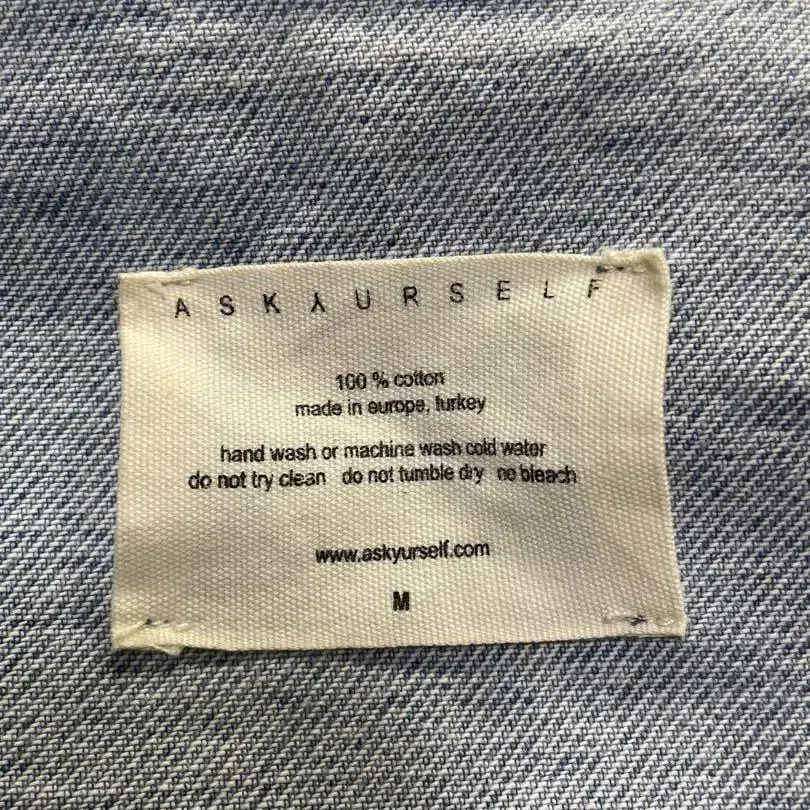 A S K ⅄ U R S E L F
100 % cotton
made in europe, turkey
hand wash or machine wash cold water
do not try clean do not tumble dry no bleach
www.askyurself.com
M